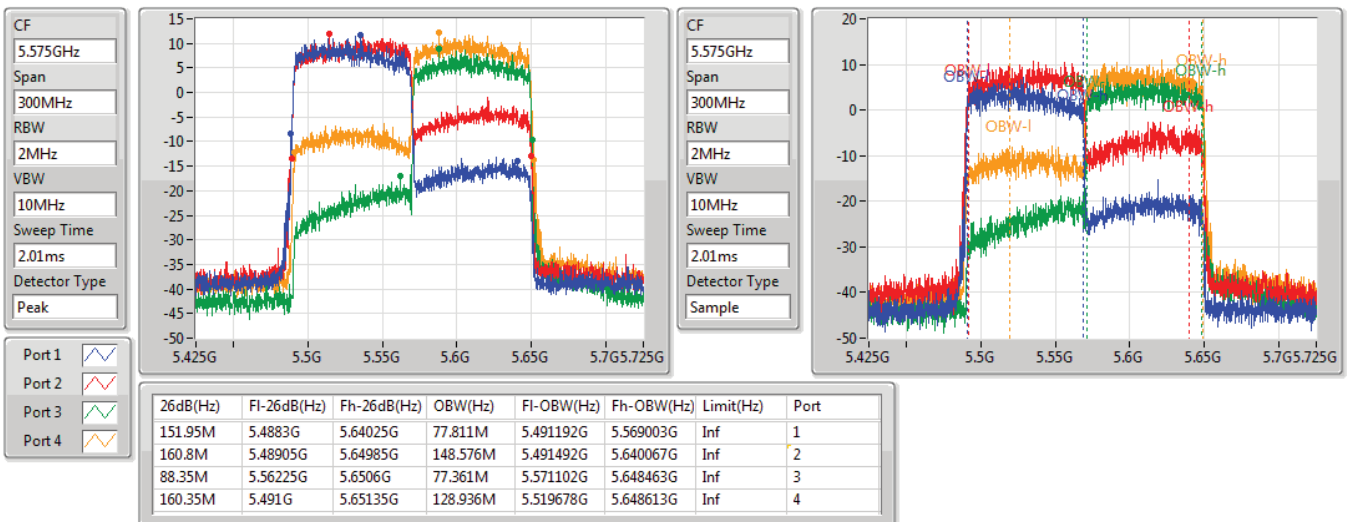 CF
5.575GHz
Span
300MHz
RBW
2MHz
VBW
10MHz
Sweep Time
2.01ms
Detector Type
Peak
15-
10-
5-
0-
-5-
-10-
-15-
-20-
-25-
-30-
-35-
-40-
-45-
-50-
5.425G 5.5G 5.55G 5.6G 5.65G 5.7G 5.725G
CF
5.575GHz
Span
300MHz
RBW
2MHz
VBW
10MHz
Sweep Time
2.01ms
Detector Type
Sample
20-
10-
0-
-10-
-20-
-30-
-40-
-50-
OBW-l
OBW-h
OBW-h
OBW-h
5.425G 5.5G 5.55G 5.6G 5.65G 5.7G 5.725G
Port 1
Port 2
Port 3
Port 4
26dB(Hz) Fl-26dB(Hz) Fh-26dB(Hz) OBW(Hz) Fl-OBW(Hz) Fh-OBW(Hz) Limit(Hz) Port
151.95M 5.4883G 5.64025G 77.811M 5.491192G 5.569003G Inf 1
160.8M 5.48905G 5.64985G 148.576M 5.491492G 5.640067G Inf 2
88.35M 5.56225G 5.6506G 77.361M 5.571102G 5.648463G Inf 3
160.35M 5.491G 5.65135G 128.936M 5.519678G 5.648613G Inf 4